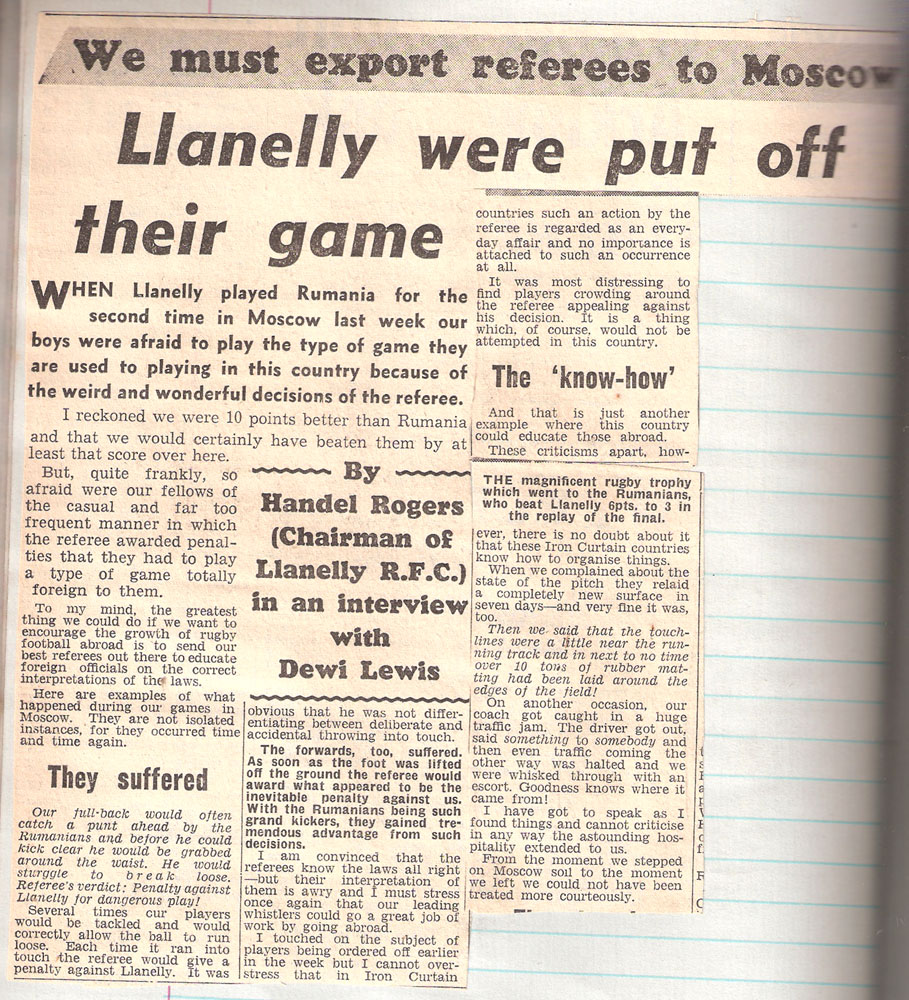 We must export referees to Moscow
Llanelly were put off
their game
WHEN Llanelly played Rumania for the
second time in Moscow last week our
boys were afraid to play the type of game they
are used to playing in this country because of
the weird and wonderful decisions of the referee.
I reckoned we were 10 points better than Rumania
and that we would certainly have beaten them by at
least that score over here.
But, quite frankly, so
afraid were our fellows of
the casual and far too
frequent manner in which
the referee awarded penal-
ties that they had to play
a type of game totally
foreign to them.
To my mind, the greatest
thing we could do if we want to
encourage the growth of rugby
football abroad is to send our
best referees out there to educate
foreign officials on the correct
interpretations of the laws.
Here are examples of what
happened during our games in
Moscow. They are not isolated
instances, for they occurred time
and time again.
They suffered
Our full-back would often
catch a punt ahead by the
Rumanians and before he could
kick clear he would be grabbed
around the waist. He would
sturggle to break loose.
Referee's verdict: Penalty against
Llanelly for dangerous play!
Several times our players
would be tackled and would
correctly allow the ball to run
loose. Each time it ran into
touch the referee would give a
penalty against Llanelly. It was
By
Handel Rogers
(Chairman of
Llanelly R.F.C.)
in an interview
with
Dewi Lewis
obvious that he was not differ-
entiating between deliberate and
accidental throwing into touch.
The forwards, too, suffered.
As soon as the foot was lifted
off the ground the referee would
award what appeared to be the
inevitable penalty against us.
With the Rumanians being such
grand kickers, they gained tre-
mendous advantage from such
decisions.
I am convinced that the
referees know the laws all right
—but their interpretation of
them is awry and I must stress
once again that our leading
whistlers could go a great job of
work by going abroad.
I touched on the subject of
players being ordered off earlier
in the week but I cannot over-
stress that in Iron Curtain
countries such an action by the
referee is regarded as an every-
day affair and no importance is
attached to such an occurrence
at all.
It was most distressing to
find players crowding around
the referee appealing against
his decision. It is a thing
which, of course, would not be
attempted in this country.
The 'know-how'
And that is just another
example where this country
could educate those abroad.
These criticisms apart, how-
THE magnificent rugby trophy
which went to the Rumanians,
who beat Llanelly 6pts. to 3 in
the replay of the final.
ever, there is no doubt about it
that these Iron Curtain countries
know how to organise things.
When we complained about the
state of the pitch they relaid
a completely new surface in
seven days—and very fine it was,
too.
Then we said that the touch-
lines were a little near the run-
ning track and in next to no time
over 10 tons of rubber mat-
ting had been laid around the
edges of the field!
On another occasion, our
coach got caught in a huge
traffic jam. The driver got out,
said something to somebody and
then even traffic coming the
other way was halted and we
were whisked through with an
escort. Goodness knows where it
came from!
I have got to speak as I
found things and cannot criticise
in any way the astounding hos-
pitality extended to us.
From the moment we stepped
on Moscow soil to the moment
we left we could not have been
treated more courteously.